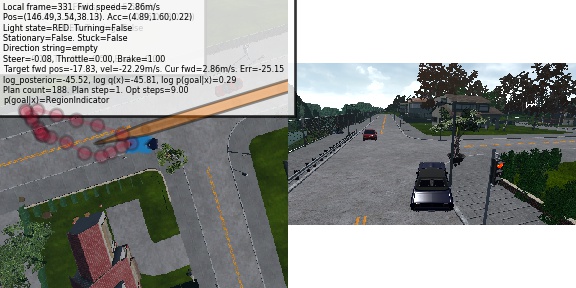 Local frame=331. Fwd speed=2.86m/s
Pos=(146.49,3.54,38.13). Acc=(4.89,1.60,0.22)
Light state=RED. Turning=False
Stationary=False. Stuck=False
Direction string=empty
Steer=-0.08, Throttle=0.00, Brake=1.00
Target fwd pos=-17.83, vel=-22.29m/s. Cur fwd=2.86m/s. Err=-25.15
log_posterior=-45.52, log q(x)=-45.81, log p(goal|x)=0.29
Plan count=188. Plan step=1. Opt steps=9.00
p(goal|x)=RegionIndicator